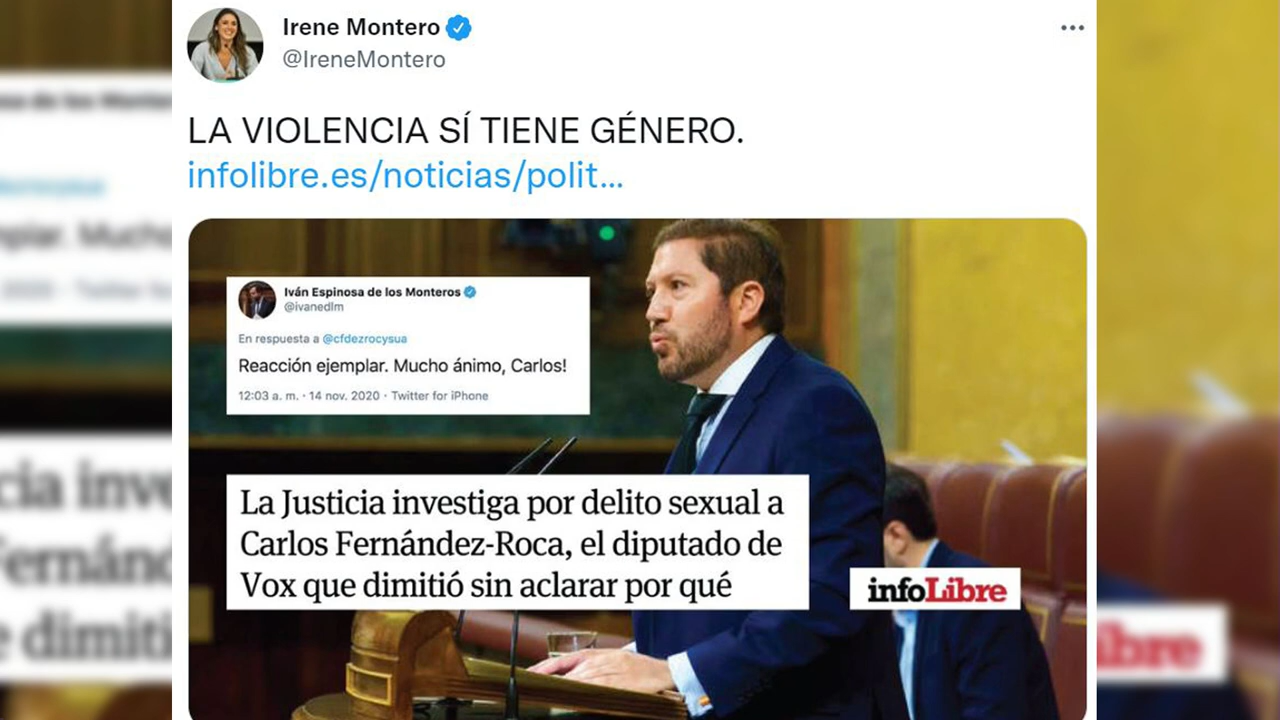 Irene Montero
@IreneMontero
LA VIOLENCIA SÍ TIENE GÉNERO.
infolibre.es/noticias/polit...
Iván Espinosa de los Monteros
@ivanedlm
En respuesta a @cfdezrocysua
Reacción ejemplar. Mucho ánimo, Carlos!
12:03 a. m. · 14 nov. 2020 · Twitter for iPhone
La Justicia investiga por delito sexual a
Carlos Fernández-Roca, el diputado de
Vox que dimitió sin aclarar por qué
infoLibre